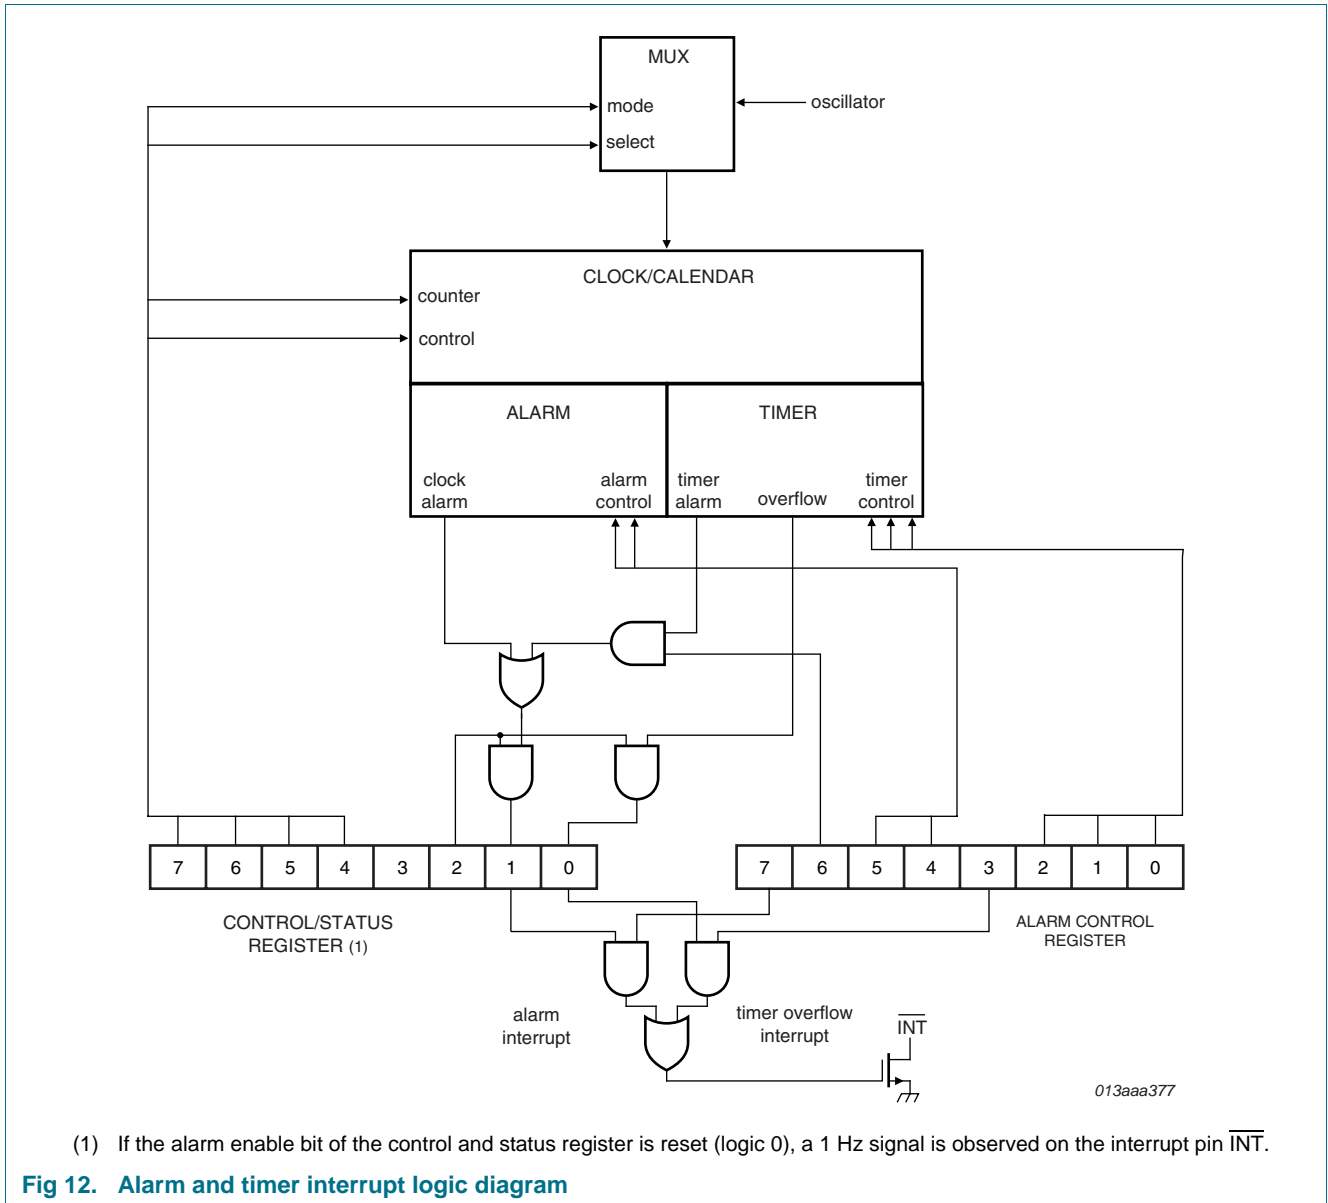 MUX
mode
oscillator
select
CLOCK/CALENDAR
counter
control
ALARM
TIMER
clock
alarm
alarm
control
timer
alarm
overflow
timer
control
7 6 5 4 3 2 1 0
7 6 5 4 3 2 1 0
CONTROL/STATUS
REGISTER (1)
ALARM CONTROL
REGISTER
alarm
interrupt
timer overflow
interrupt
INT
013aaa377
(1) If the alarm enable bit of the control and status register is reset (logic 0), a 1 Hz signal is observed on the interrupt pin INT.
Fig 12. Alarm and timer interrupt logic diagram